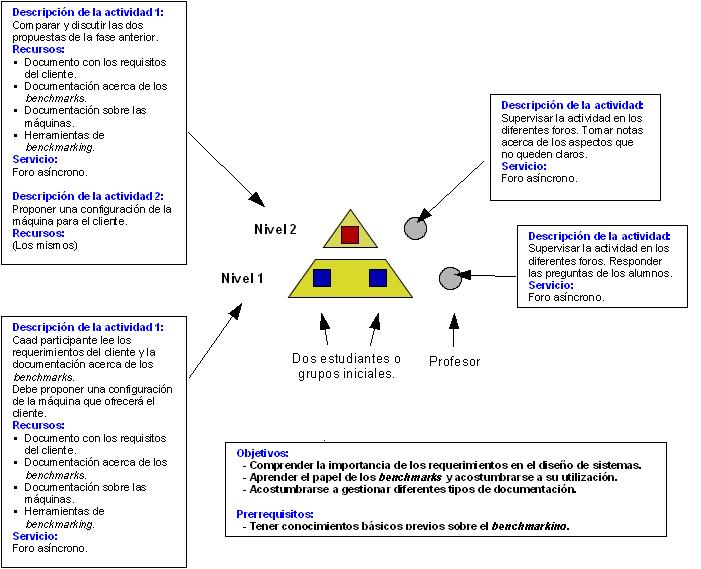 Descripción de la actividad 1:
Comparar y discutir las dos
propuestas de la fase anterior.
Recursos:
• Documento con los requisitos
del cliente.
• Documentación acerca de los
benchmarks.
• Documentación sobre las
máquinas.
• Herramientas de
benckmarking.
Servicio:
Foro asíncrono.
Descripción de la actividad 2:
Proponer una configuración de la
máquina para el cliente.
Recursos:
(Los mismos)
Descripción de la actividad:
Supervisar la actividad en los
diferentes foros. Tomar notas
acerca de los aspectos que
no queden claros.
Servicio:
Foro asíncrono.
Nivel 2
Descripción de la actividad:
Supervisar la actividad en los
diferentes foros. Responder
las preguntas de los alumnos.
Servicio:
Foro asíncrono.
Nivel 1
Descripción de la actividad 1:
Caad participante lee los
requerimientos del cliente y la
documentación acerca de los
benchmarks.
Debe proponer una configuración
de la máquina que ofrecerá el
cliente.
Recursos:
• Documento con los requisitos
del cliente.
• Documentación acerca de los
benchmarks.
• Documentación sobre las
máquinas.
• Herramientas de
benckmarking.
Servicio:
Foro asíncrono.
Dos estudiantes o
grupos iniciales.
Profesor
Objetivos:
- Comprender la importancia de los requerimientos en el diseño de sistemas.
- Aprender el papel de los benchmarks y acostumbrarse a su utilización.
- Acostumbrarse a gestionar diferentes tipos de documentación.
Prerrequisitos:
- Tener conocimientos básicos previos sobre el benchmarking.